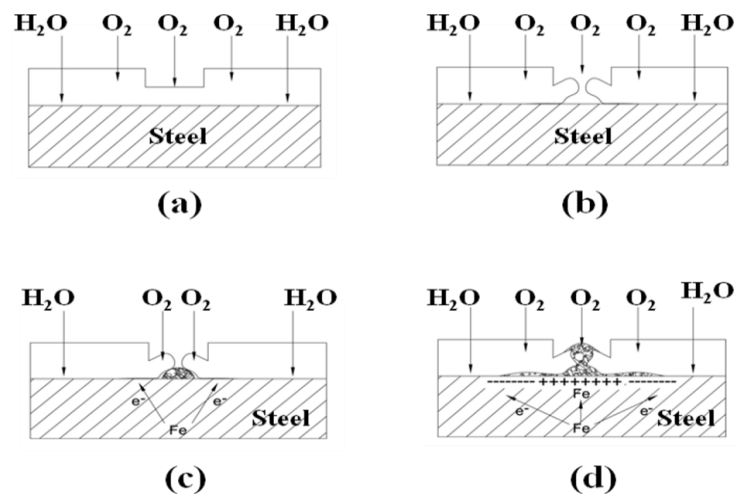 H₂O O₂ O₂ O₂ H₂O
Steel
(a)
H₂O O₂ O₂ O₂ H₂O
Steel
(b)
H₂O O₂ O₂ H₂O
e⁻ e⁻
Fe
Steel
(c)
H₂O O₂ O₂ O₂ H₂O
------- +++++++ . -------
Fe
e⁻ e⁻
Fe
Steel
(d)